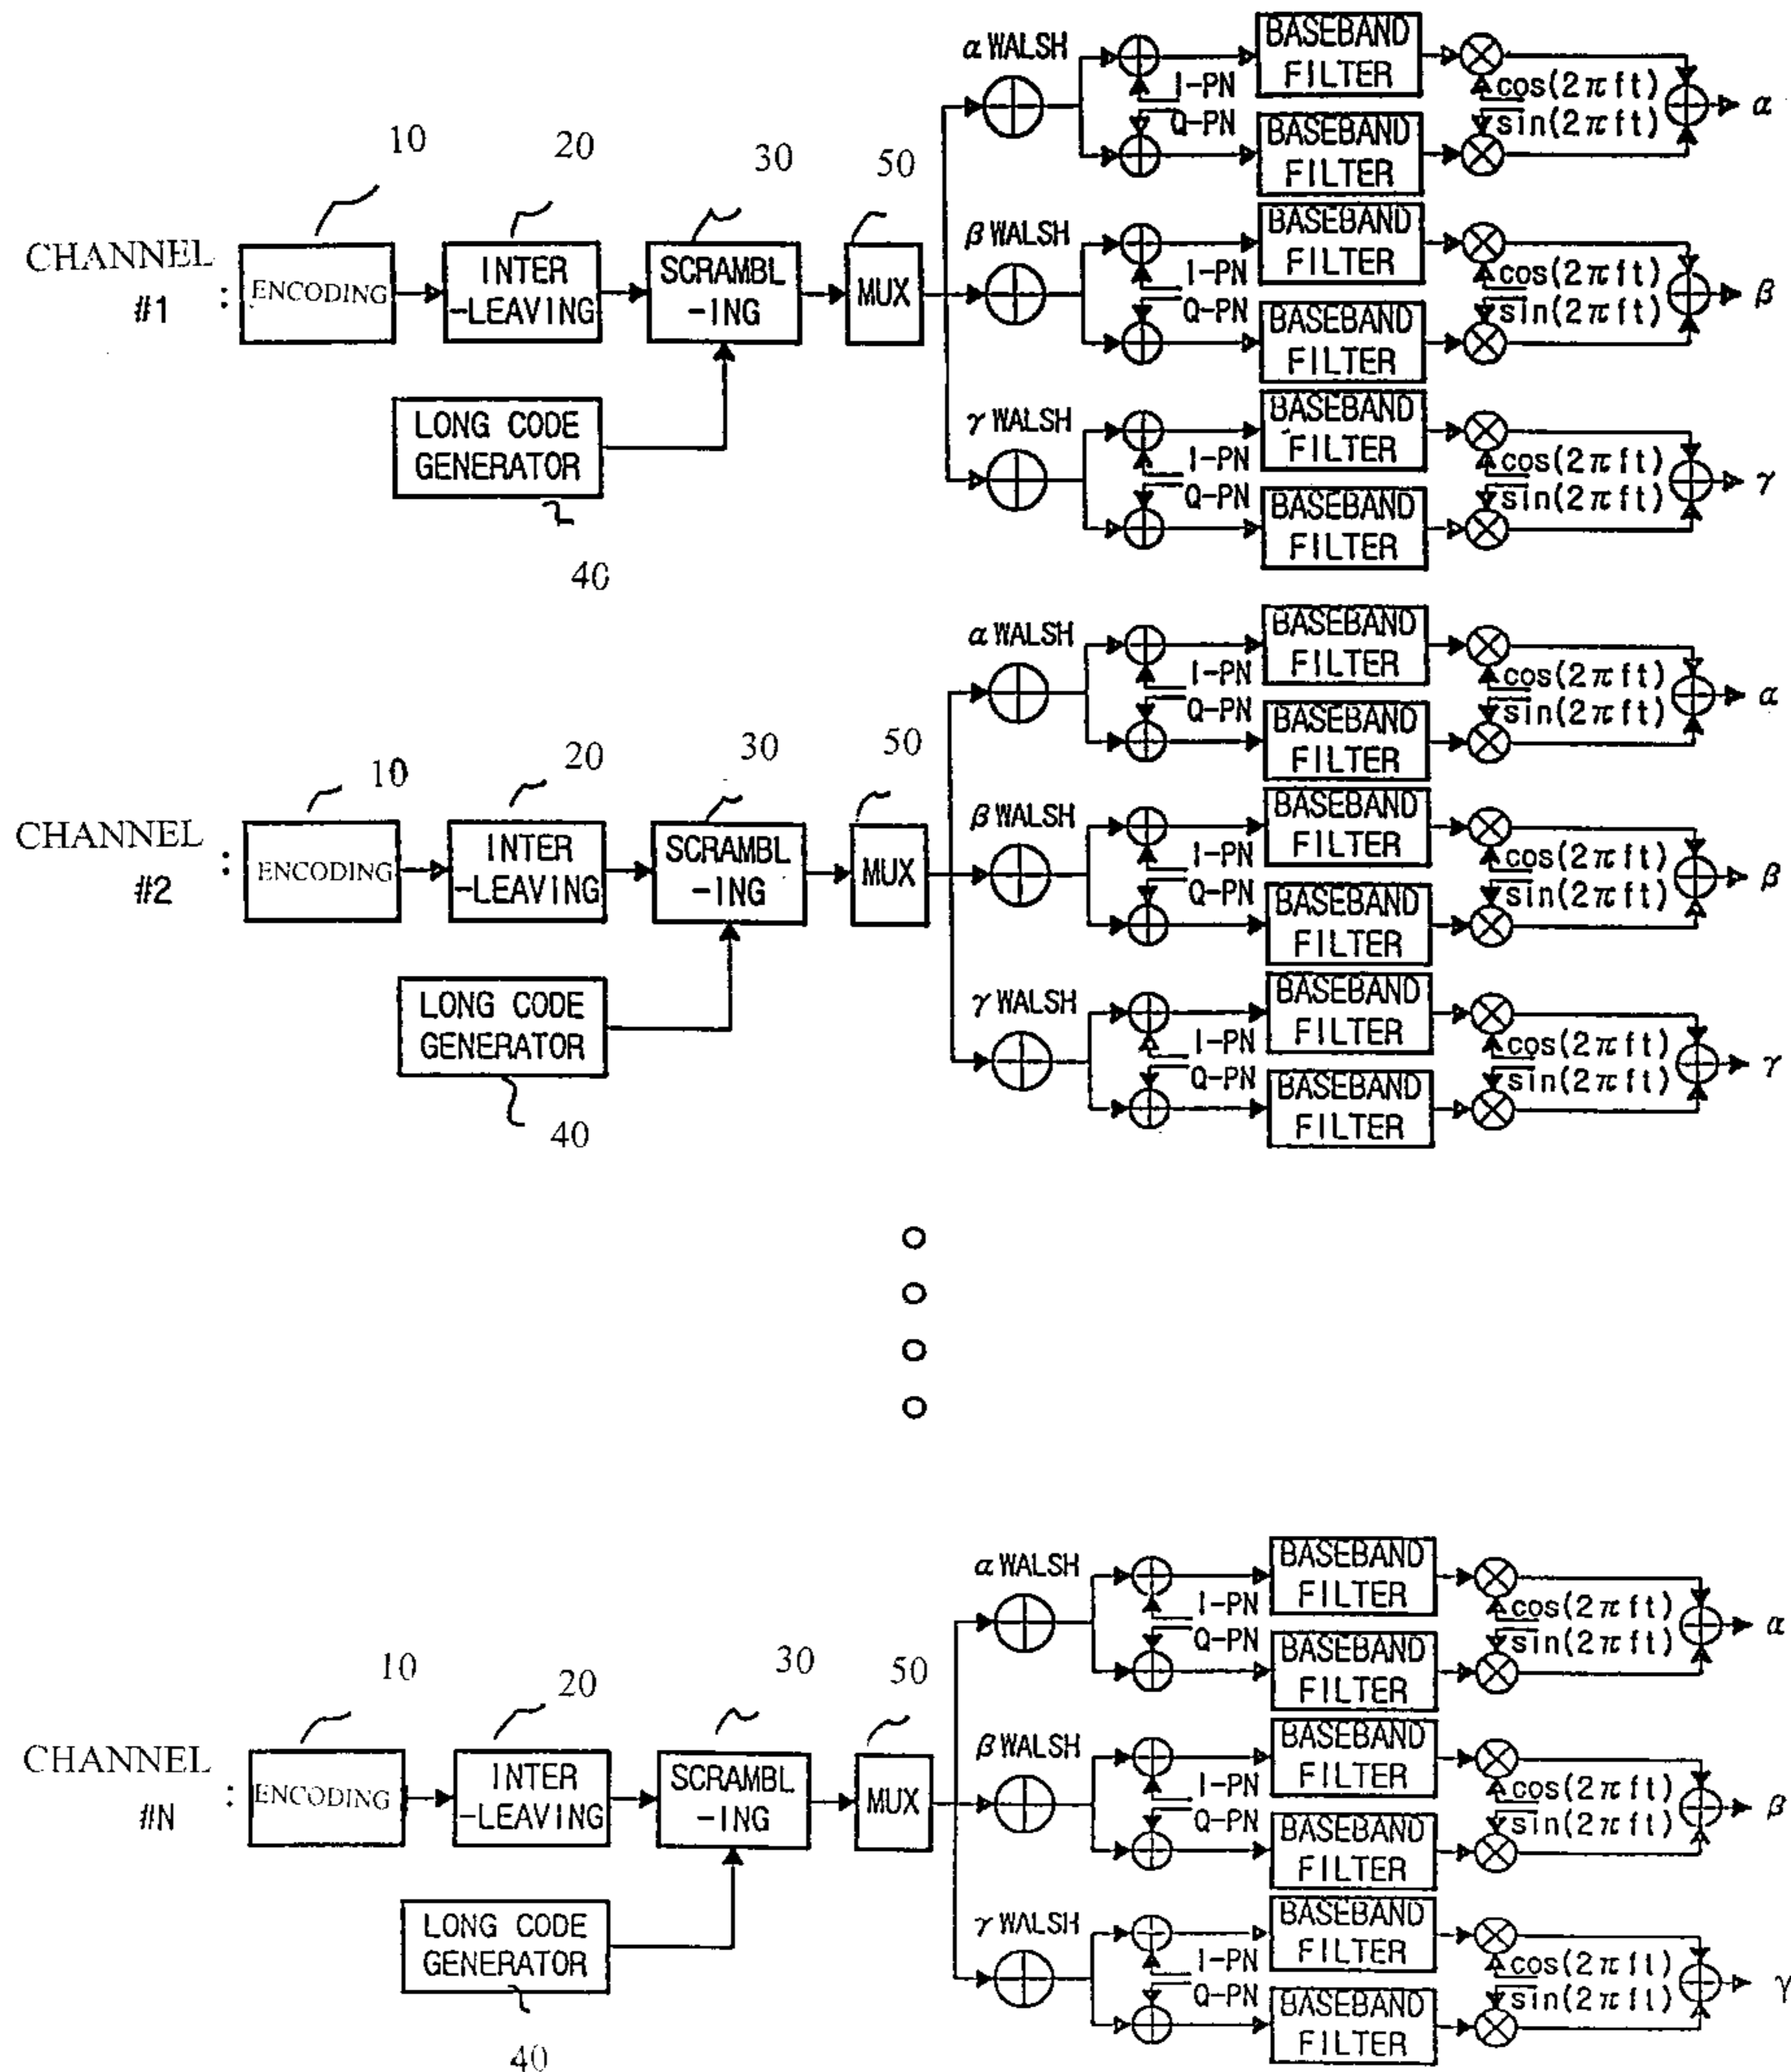 α WALSH
BASEBAND
FILTER
I-PN
cos(2πft)
α
Q-PN
sin(2πft)
BASEBAND
FILTER
10
20
30
50
CHANNEL
#1
:
ENCODING
INTER
-LEAVING
SCRAMBL
-ING
MUX
β WALSH
BASEBAND
FILTER
I-PN
cos(2πft)
β
Q-PN
sin(2πft)
BASEBAND
FILTER
LONG CODE
GENERATOR
40
γ WALSH
BASEBAND
FILTER
I-PN
cos(2πft)
γ
Q-PN
sin(2πft)
BASEBAND
FILTER
α WALSH
BASEBAND
FILTER
I-PN
cos(2πft)
α
Q-PN
sin(2πft)
BASEBAND
FILTER
10
20
30
50
CHANNEL
#2
:
ENCODING
INTER
-LEAVING
SCRAMBL
-ING
MUX
β WALSH
BASEBAND
FILTER
I-PN
cos(2πft)
β
Q-PN
sin(2πft)
BASEBAND
FILTER
LONG CODE
GENERATOR
40
γ WALSH
BASEBAND
FILTER
I-PN
cos(2πft)
γ
Q-PN
sin(2πft)
BASEBAND
FILTER
α WALSH
BASEBAND
FILTER
I-PN
cos(2πft)
α
Q-PN
sin(2πft)
BASEBAND
FILTER
10
20
30
50
CHANNEL
#N
:
ENCODING
INTER
-LEAVING
SCRAMBL
-ING
MUX
β WALSH
BASEBAND
FILTER
I-PN
cos(2πft)
β
Q-PN
sin(2πft)
BASEBAND
FILTER
LONG CODE
GENERATOR
40
γ WALSH
BASEBAND
FILTER
I-PN
cos(2πft)
γ
Q-PN
sin(2πft)
BASEBAND
FILTER